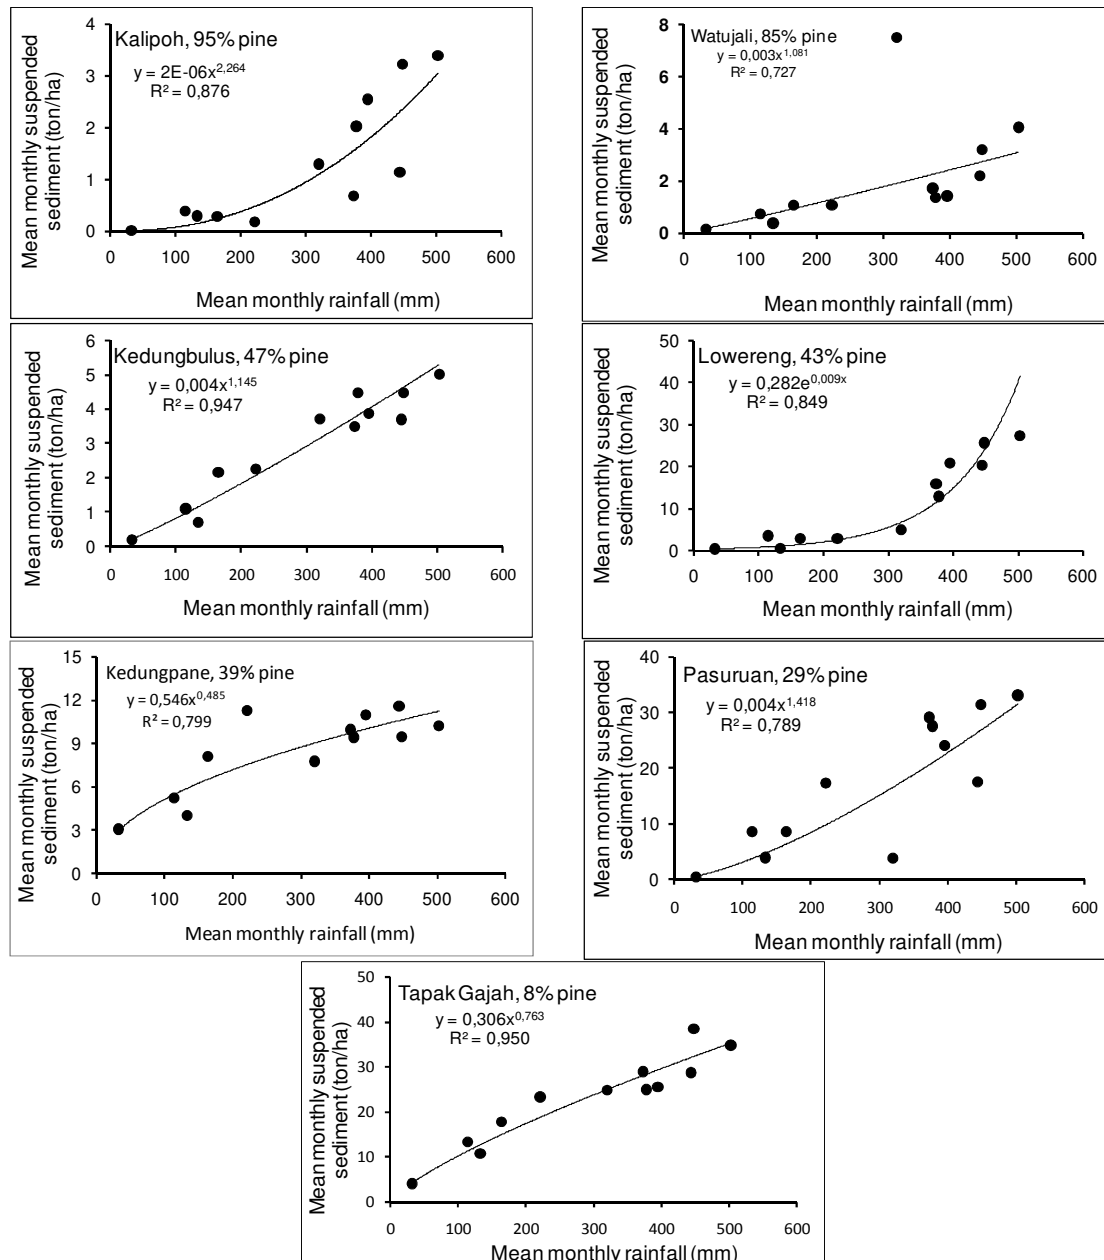 Kalipoh, 95% pine
y = 2E-06x^2,264
R² = 0,876
Mean monthly suspended
sediment (ton/ha)
4
3
2
1
0
0 100 200 300 400 500 600
Mean monthly rainfall (mm)
Watujali, 85% pine
y = 0,003x^1,081
R² = 0,727
Mean monthly suspended
sediment (ton/ha)
8
6
4
2
0
0 100 200 300 400 500 600
Mean monthly rainfall (mm)
Kedungbulus, 47% pine
y = 0,004x^1,145
R² = 0,947
Mean monthly suspended
sediment (ton/ha)
6
5
4
3
2
1
0
0 100 200 300 400 500 600
Mean monthly rainfall (mm)
Lowereng, 43% pine
y = 0,282e^0,009x
R² = 0,849
Mean monthly suspended
sediment (ton/ha)
50
40
30
20
10
0
0 100 200 300 400 500 600
Mean monthly rainfall (mm)
Kedungpane, 39% pine
y = 0,546x^0,485
R² = 0,799
Mean monthly suspended
sediment (ton/ha)
15
12
9
6
3
0
0 100 200 300 400 500 600
Mean monthly rainfall (mm)
Pasuruan, 29% pine
y = 0,004x^1,418
R² = 0,789
Mean monthly suspended
sediment (ton/ha)
40
30
20
10
0
0 100 200 300 400 500 600
Mean monthly rainfall (mm)
Tapak Gajah, 8% pine
y = 0,306x^0,763
R² = 0,950
Mean monthly suspended
sediment (ton/ha)
50
40
30
20
10
0
0 100 200 300 400 500 600
Mean monthly rainfall (mm)